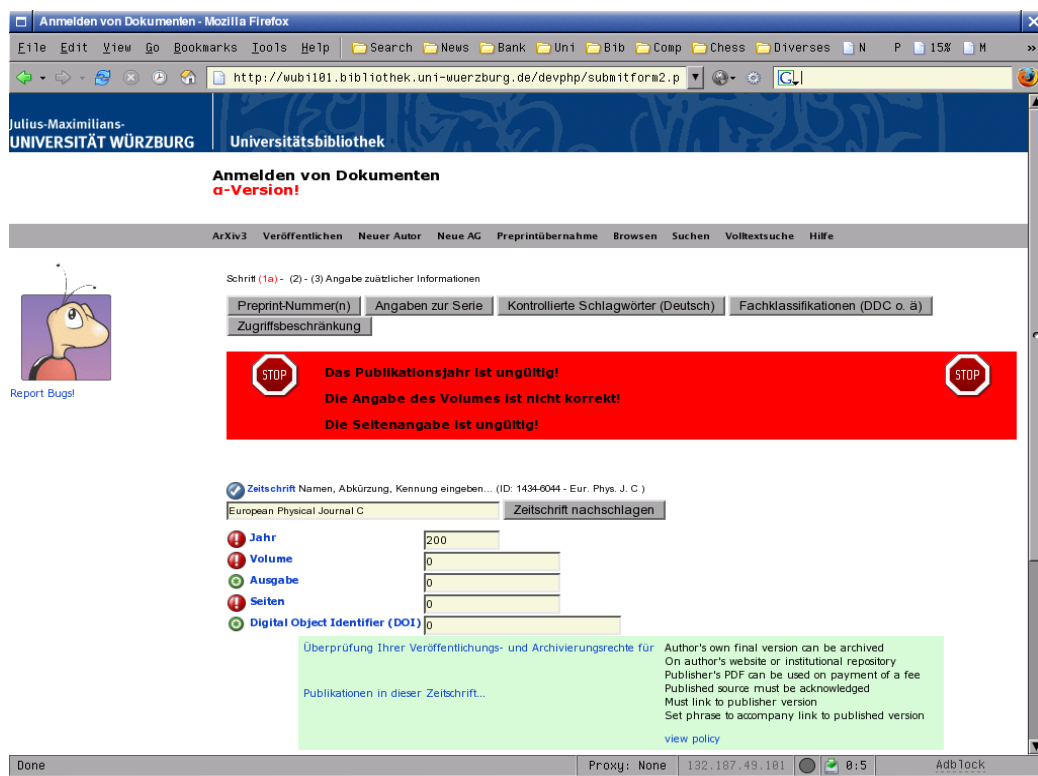 Anmelden von Dokumenten - Mozilla Firefox
File Edit View Go Bookmarks Tools Help Search News Bank Uni Bib Comp Chess Diverses N P 15% M »
http://wubi101.bibliothek.uni-wuerzburg.de/devphp/submitform2.p G
Julius-Maximilians-
UNIVERSITÄT WÜRZBURG
Universitätsbibliothek
Anmelden von Dokumenten
α-Version!
ArXiv3 Veröffentlichen Neuer Autor Neue AG Preprintübernahme Browsen Suchen Volltextsuche Hilfe
Schritt (1a) - (2) - (3) Angabe zuätzlicher Informationen
Preprint-Nummer(n) Angaben zur Serie Kontrollierte Schlagwörter (Deutsch) Fachklassifikationen (DDC o. ä)
Zugriffsbeschränkung
Report Bugs!
STOP Das Publikationsjahr ist ungültig! STOP
Die Angabe des Volumes ist nicht korrekt!
Die Seitenangabe ist ungültig!
Zeitschrift Namen, Abkürzung, Kennung eingeben... (ID: 1434-6044 - Eur. Phys. J. C )
European Physical Journal C Zeitschrift nachschlagen
Jahr 200
Volume 0
Ausgabe 0
Seiten 0
Digital Object Identifier (DOI) 0
Überprüfung Ihrer Veröffentlichungs- und Archivierungsrechte für
Publikationen in dieser Zeitschrift...
Author's own final version can be archived
On author's website or institutional repository
Publisher's PDF can be used on payment of a fee
Published source must be acknowledged
Must link to publisher version
Set phrase to accompany link to published version
view policy
Done Proxy: None 132.187.49.101 0:5 Adblock